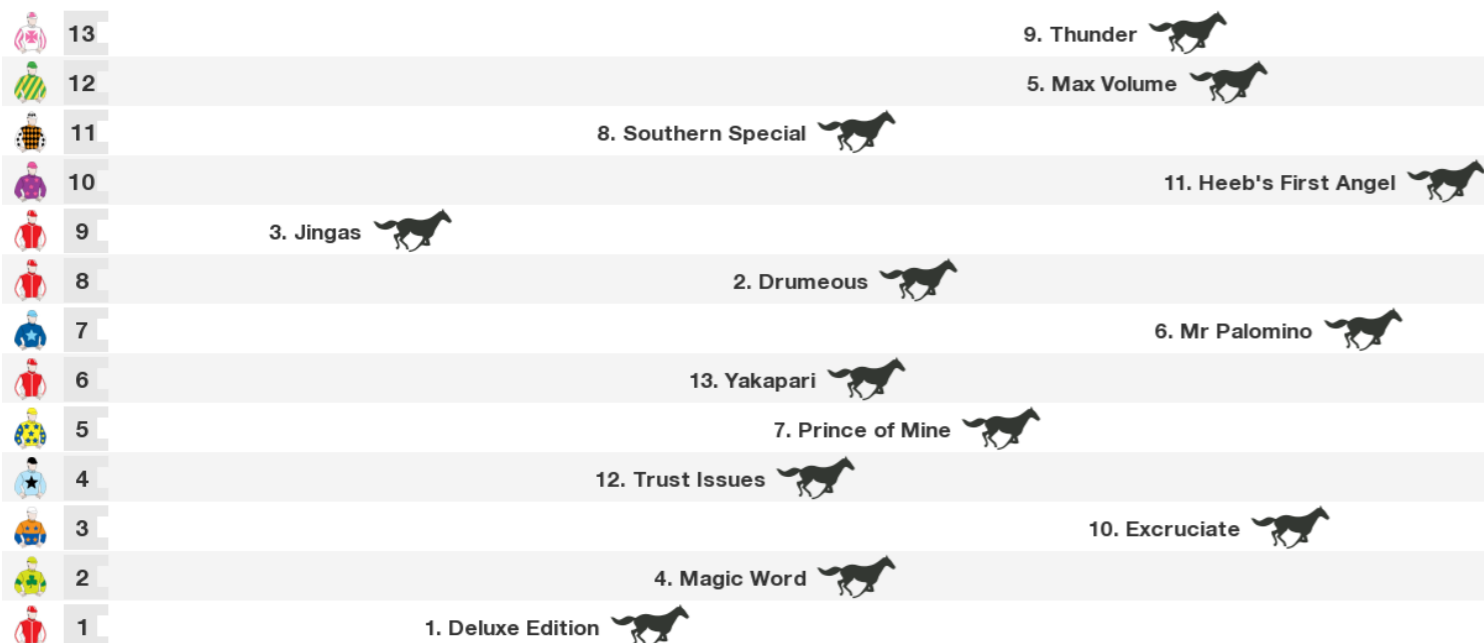 13 9. Thunder
12 5. Max Volume
11 8. Southern Special
10 11. Heeb's First Angel
9 3. Jingas
8 2. Drumeous
7 6. Mr Palomino
6 13. Yakapari
5 7. Prince of Mine
4 12. Trust Issues
3 10. Excruciate
2 4. Magic Word
1 1. Deluxe Edition